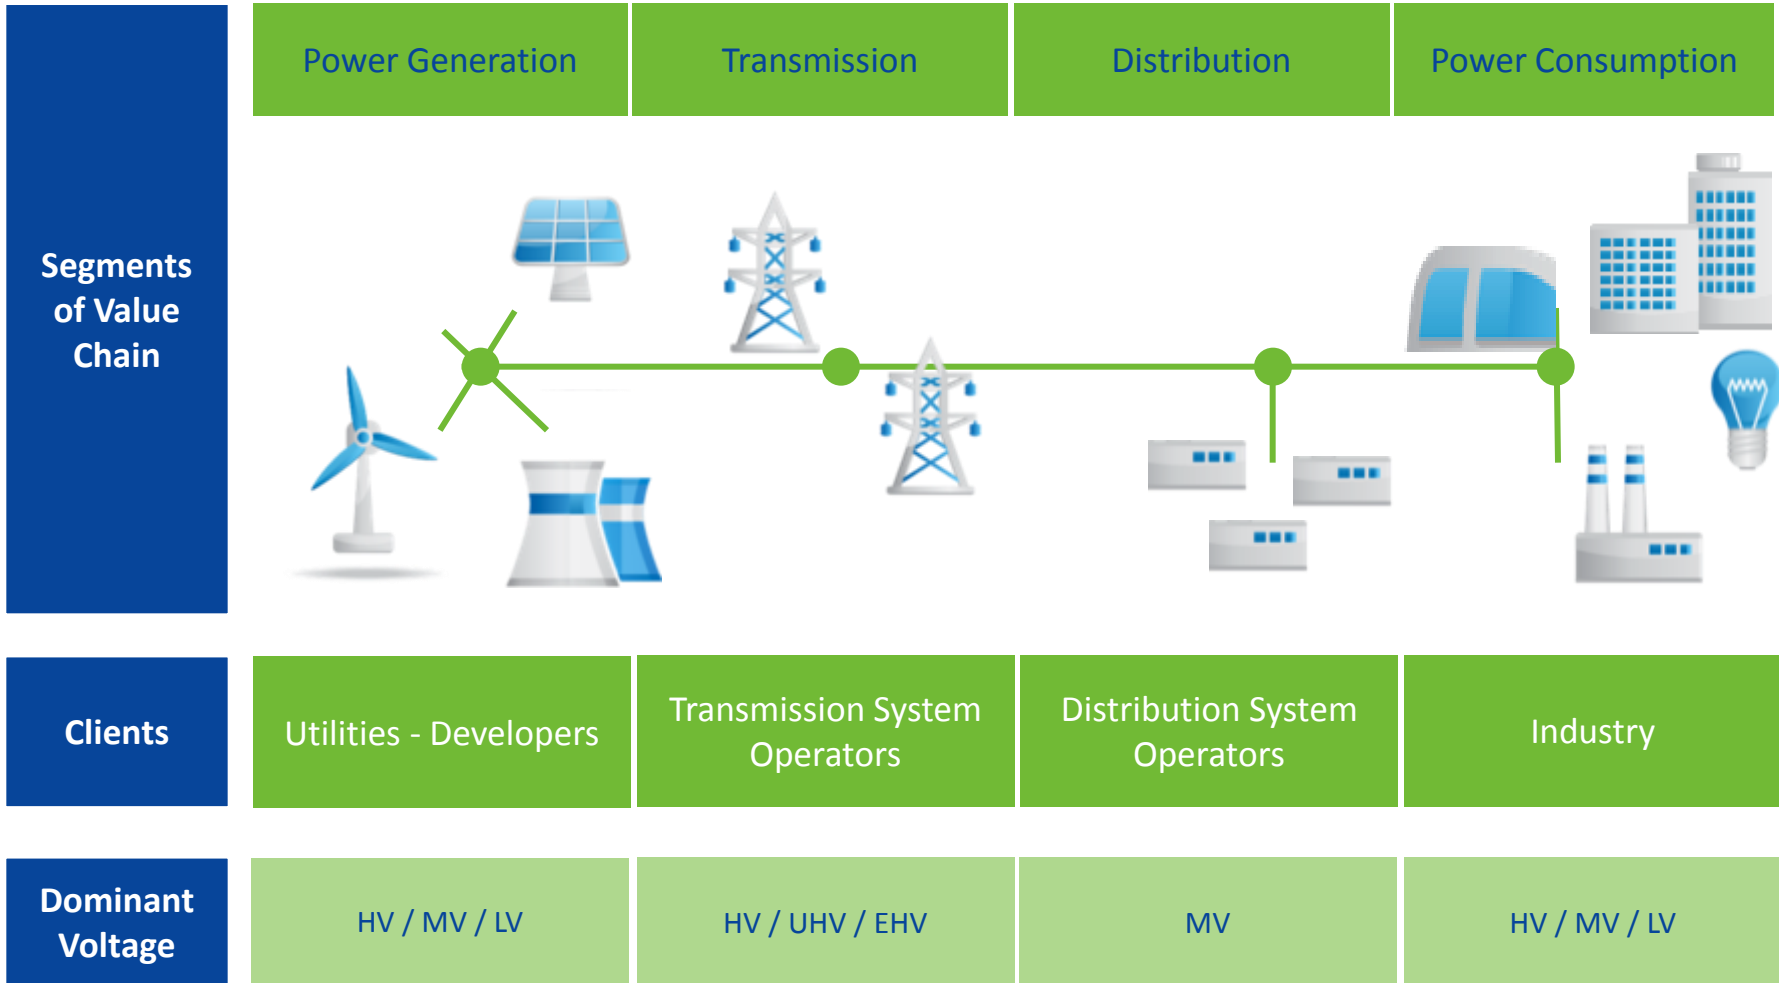 Power Generation
Transmission
Distribution
Power Consumption
Segments
of Value
Chain
Clients
Utilities - Developers
Transmission System
Operators
Distribution System
Operators
Industry
Dominant
Voltage
HV / MV / LV
HV / UHV / EHV
MV
HV / MV / LV